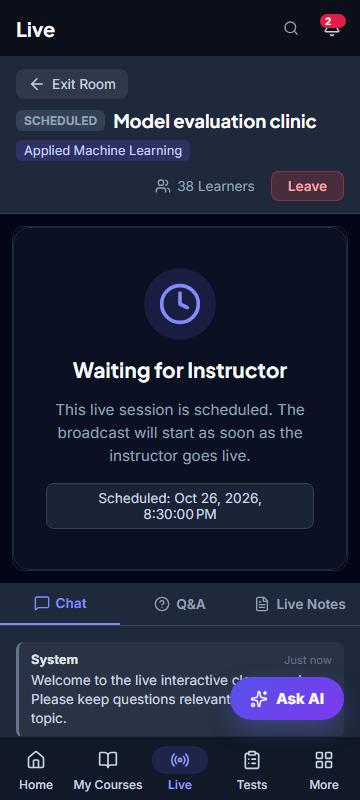 Live
2
Exit Room
SCHEDULED Model evaluation clinic
Applied Machine Learning
38 Learners Leave
Waiting for Instructor
This live session is scheduled. The
broadcast will start as soon as the
instructor goes live.
Scheduled: Oct 26, 2026,
8:30:00 PM
Chat Q&A Live Notes
System Just now
Welcome to the live interactive
Please keep questions relevant
topic.
Ask AI
Home My Courses Live Tests More